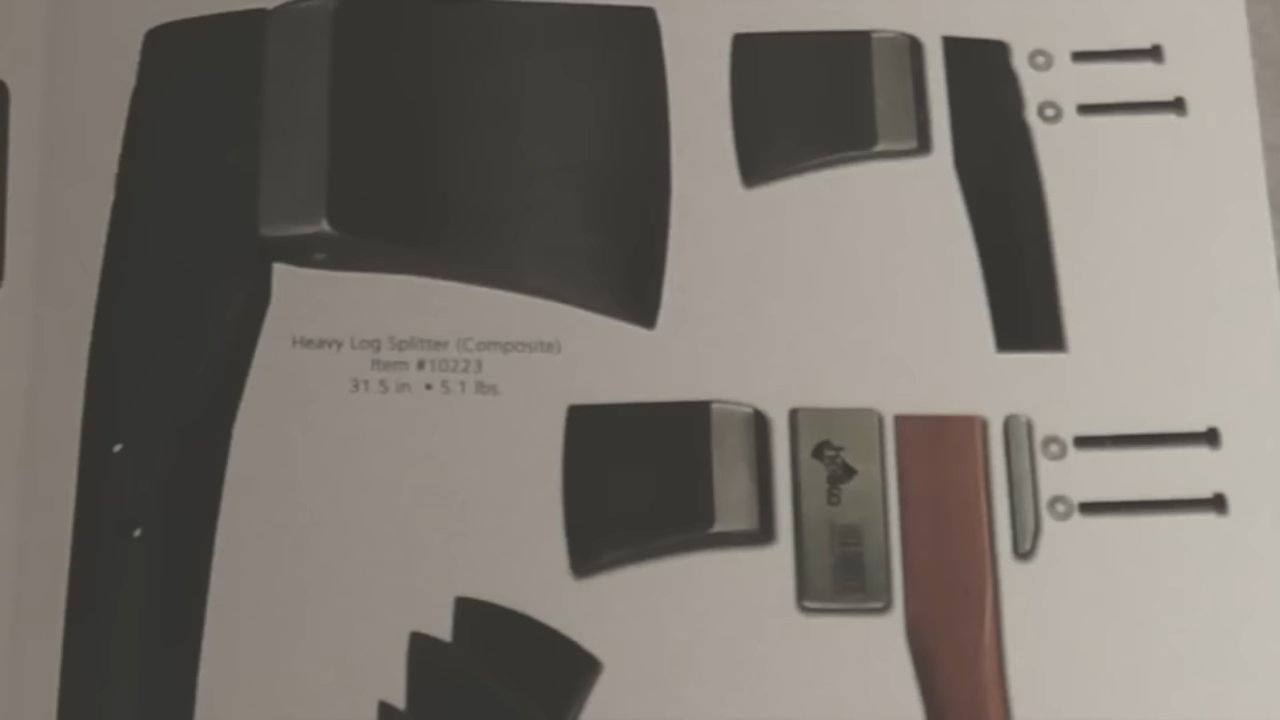 Heavy Log Splitter (Composite)
Item #10223
31.5 in. • 5.1 lbs.